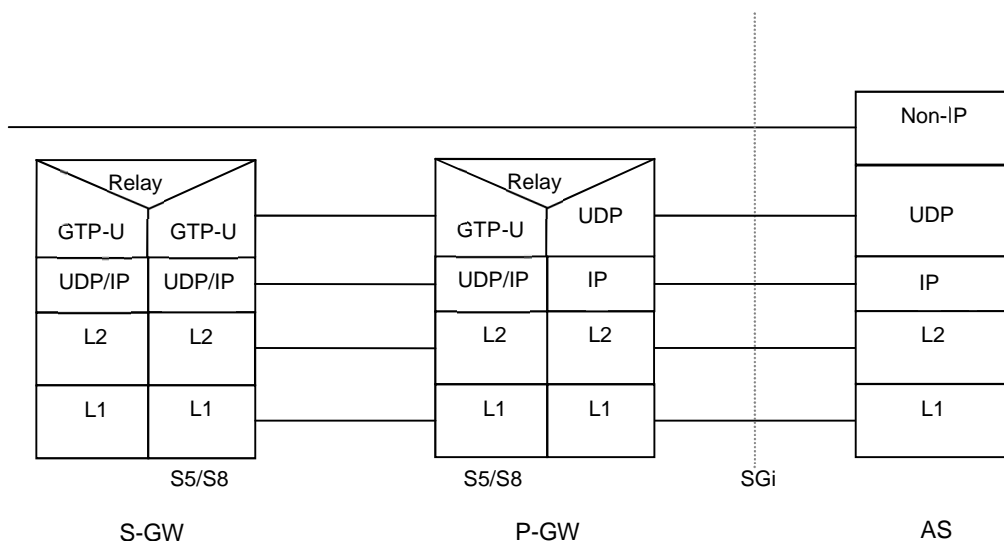 Non-IP
Relay Relay
GTP-U GTP-U GTP-U UDP UDP
UDP/IP UDP/IP UDP/IP IP IP
L2 L2 L2 L2 L2
L1 L1 L1 L1 L1
S5/S8 S5/S8 SGi
S-GW P-GW AS